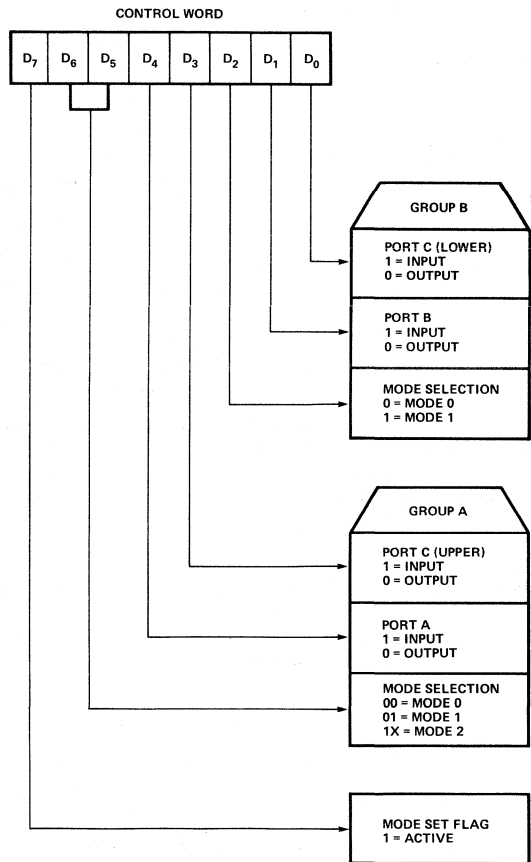 CONTROL WORD
D7 D6 D5 D4 D3 D2 D1 D0
GROUP B
PORT C (LOWER)
1 = INPUT
0 = OUTPUT
PORT B
1 = INPUT
0 = OUTPUT
MODE SELECTION
0 = MODE 0
1 = MODE 1
GROUP A
PORT C (UPPER)
1 = INPUT
0 = OUTPUT
PORT A
1 = INPUT
0 = OUTPUT
MODE SELECTION
00 = MODE 0
01 = MODE 1
1X = MODE 2
MODE SET FLAG
1 = ACTIVE